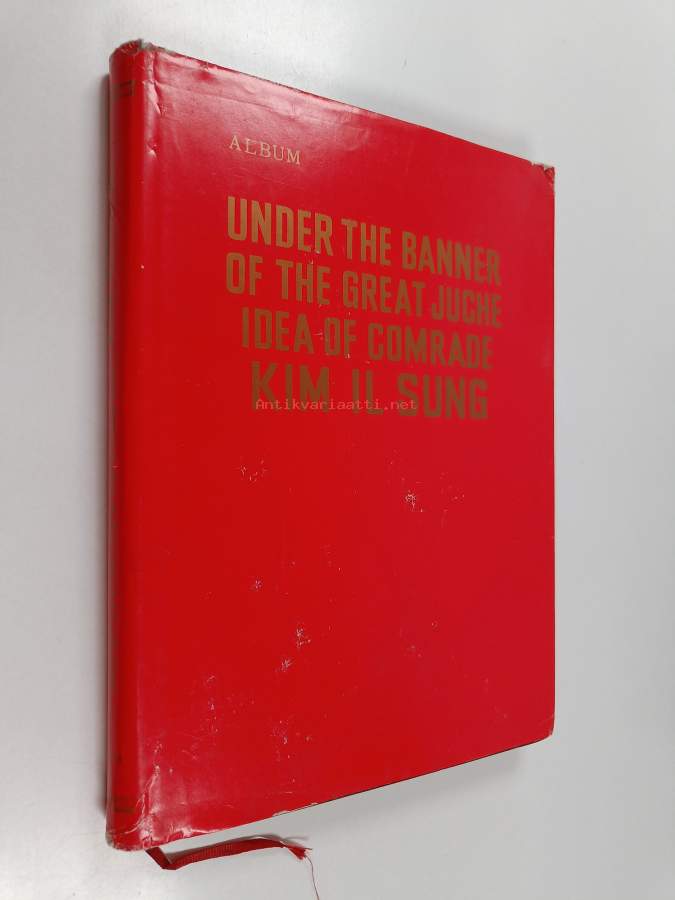 ALBUM
UNDER THE BANNER
OF THE GREAT JUCHE
IDEA OF COMRADE
KIM IL SUNG
Antikvariaatti.net